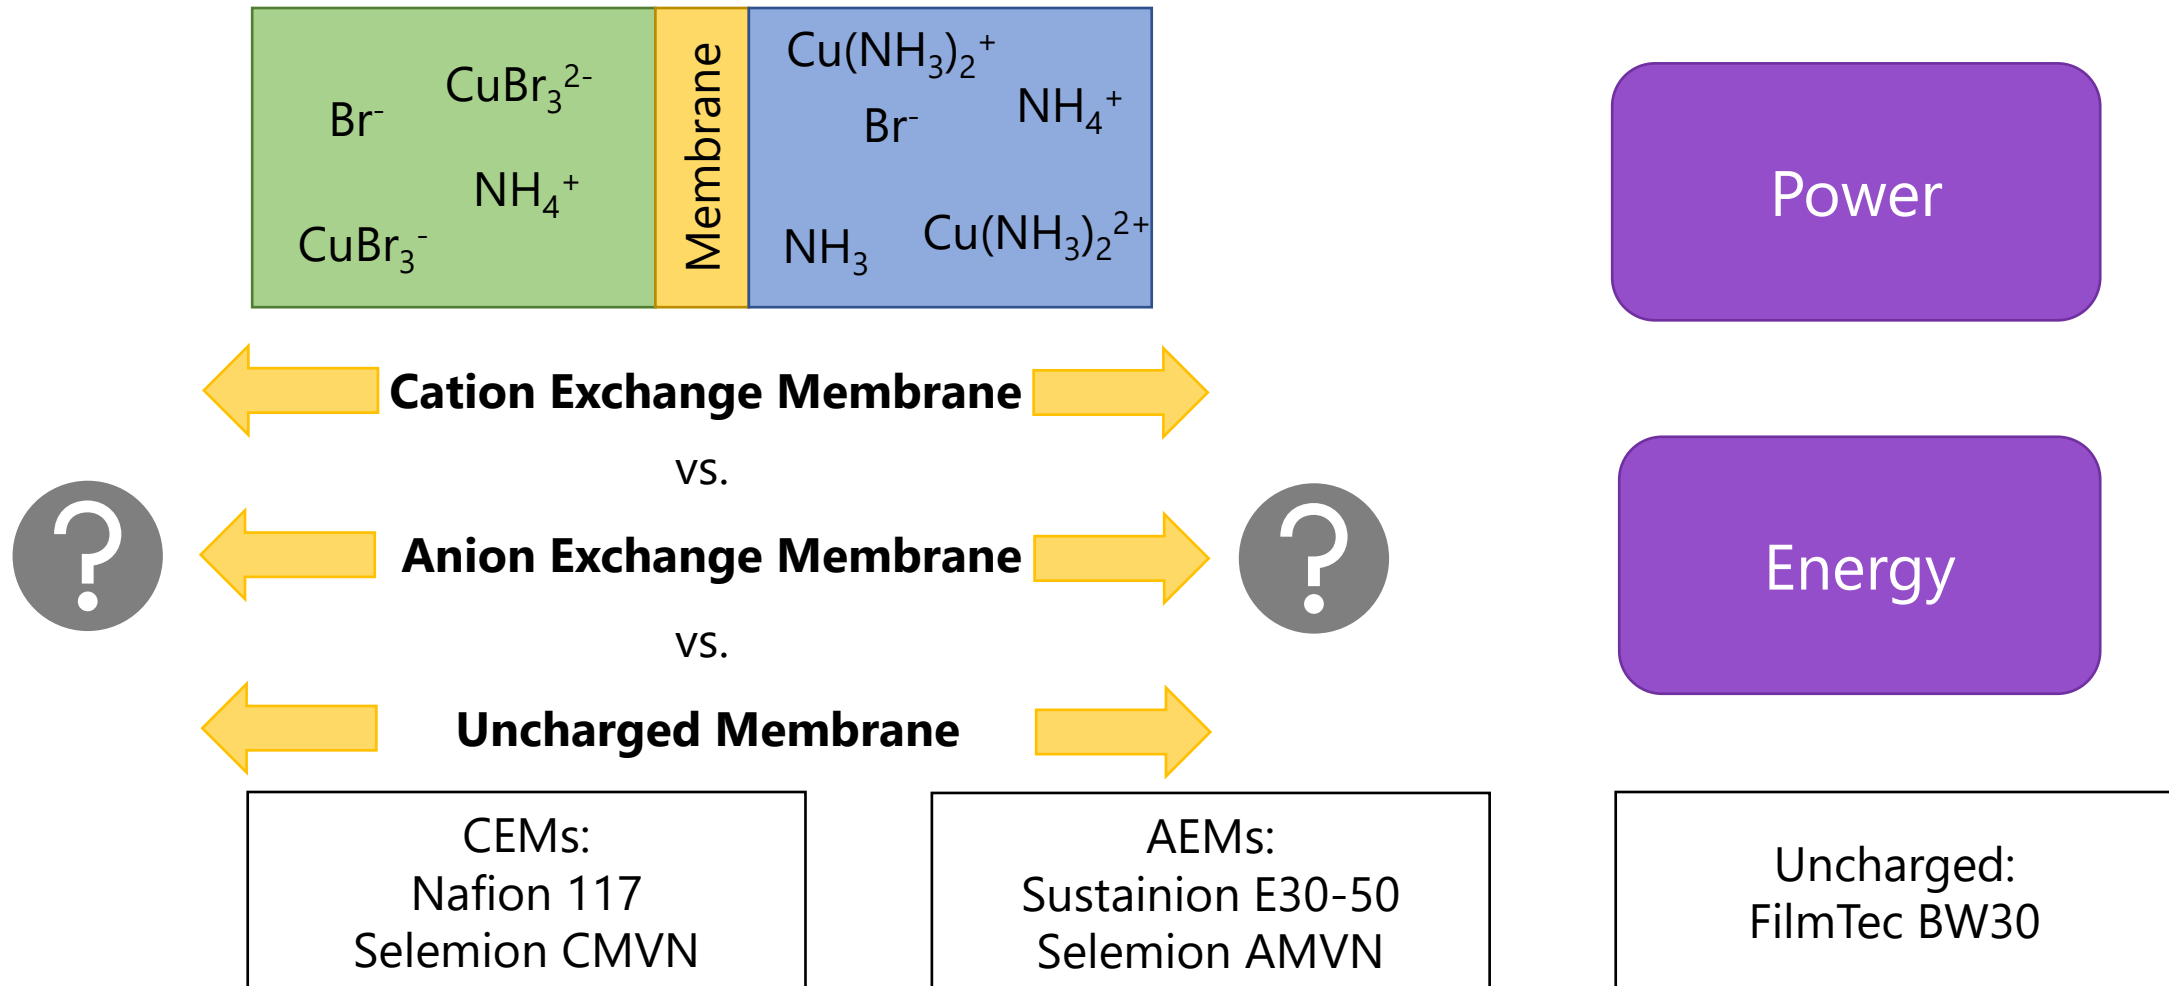 Br⁻
CuBr₃²⁻
NH₄⁺
CuBr₃⁻
Membrane
Cu(NH₃)₂⁺
Br⁻
NH₄⁺
NH₃
Cu(NH₃)₂²⁺
Power
Cation Exchange Membrane
vs.
?
Anion Exchange Membrane
?
Energy
vs.
Uncharged Membrane
CEMs:
Nafion 117
Selemion CMVN
AEMs:
Sustainion E30-50
Selemion AMVN
Uncharged:
FilmTec BW30